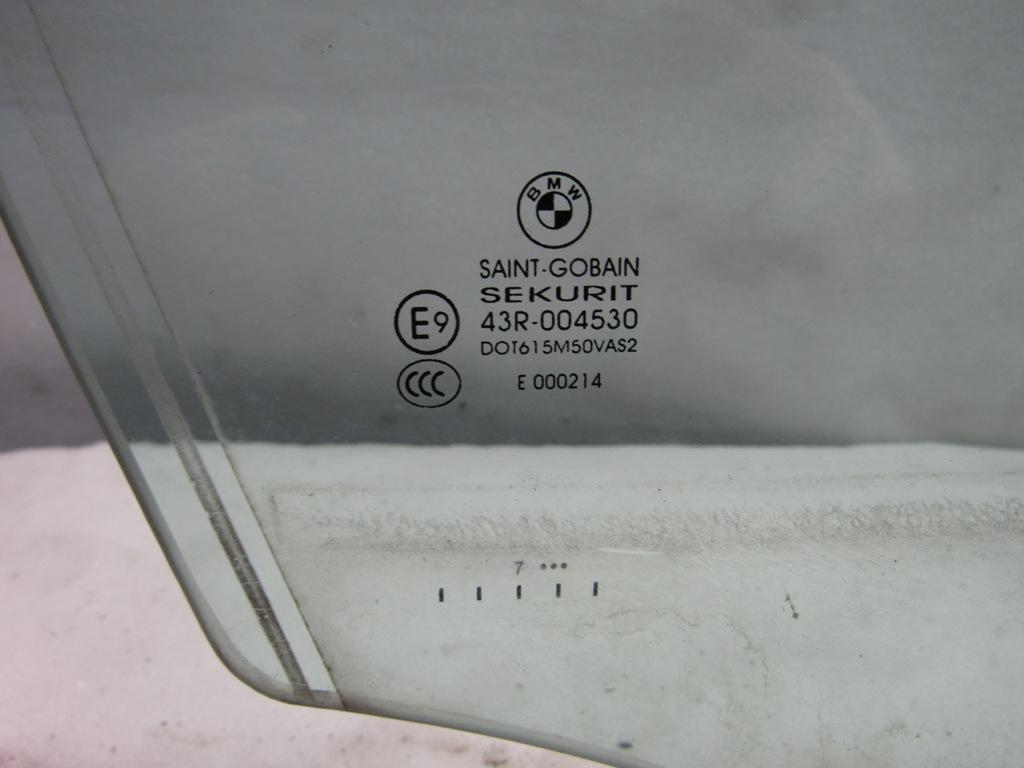 BMW
SAINT-GOBAIN
SEKURIT
E9
43R-004530
DOT615M50VAS2
CCC
E 000214
7 •••